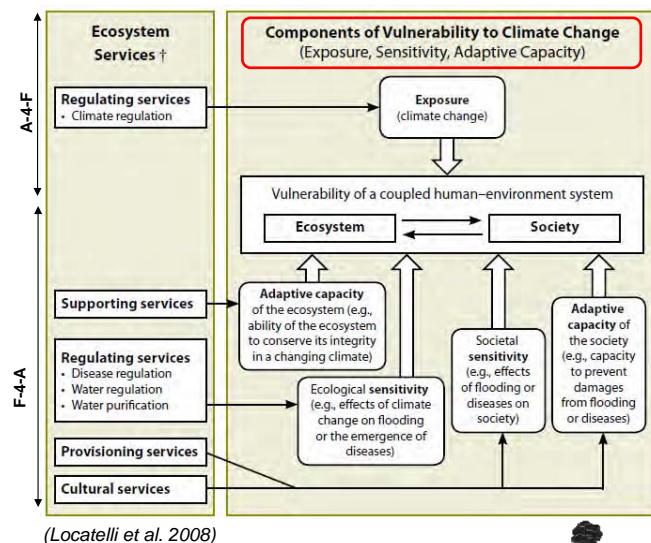 Ecosystem
Services †
Components of Vulnerability to Climate Change
(Exposure, Sensitivity, Adaptive Capacity)
A-4-F
Regulating services
• Climate regulation
Exposure
(climate change)
Vulnerability of a coupled human–environment system
Ecosystem
Society
F-4-A
Supporting services
Adaptive capacity
of the ecosystem (e.g.,
ability of the ecosystem
to conserve its integrity
in a changing climate)
Regulating services
• Disease regulation
• Water regulation
• Water purification
Ecological sensitivity
(e.g., effects of climate
change on flooding
or the emergence of
diseases)
Societal
sensitivity
(e.g., effects
of flooding or
diseases on
society)
Adaptive
capacity of
the society
(e.g., capacity
to prevent
damages
from flooding
or diseases)
Provisioning services
Cultural services
(Locatelli et al. 2008)